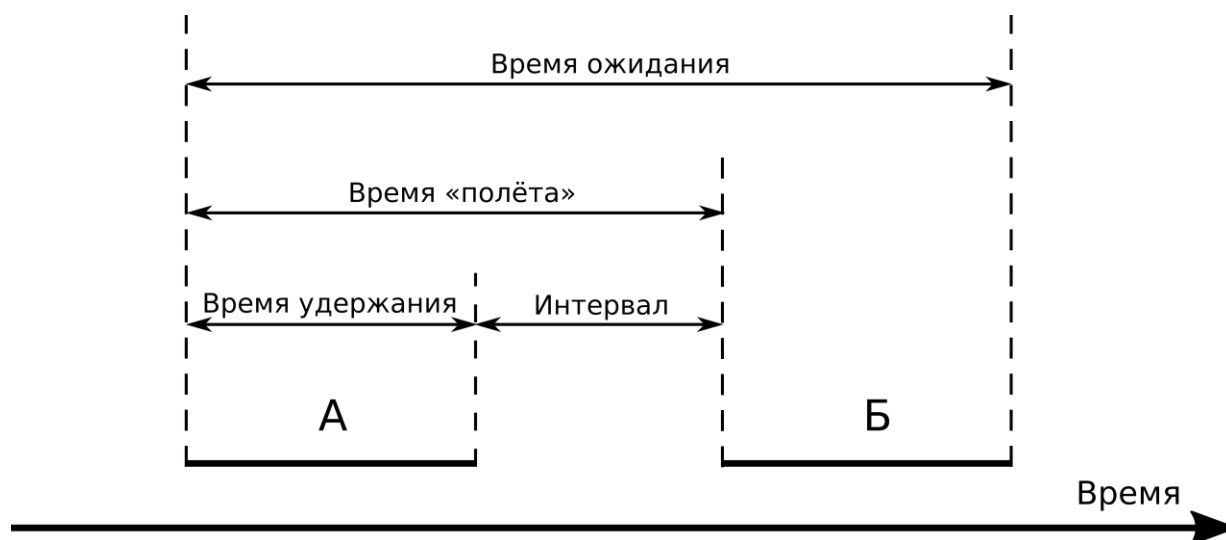 Время ожидания
Время «полёта»
Время удержания
Интервал
А
Б
Время